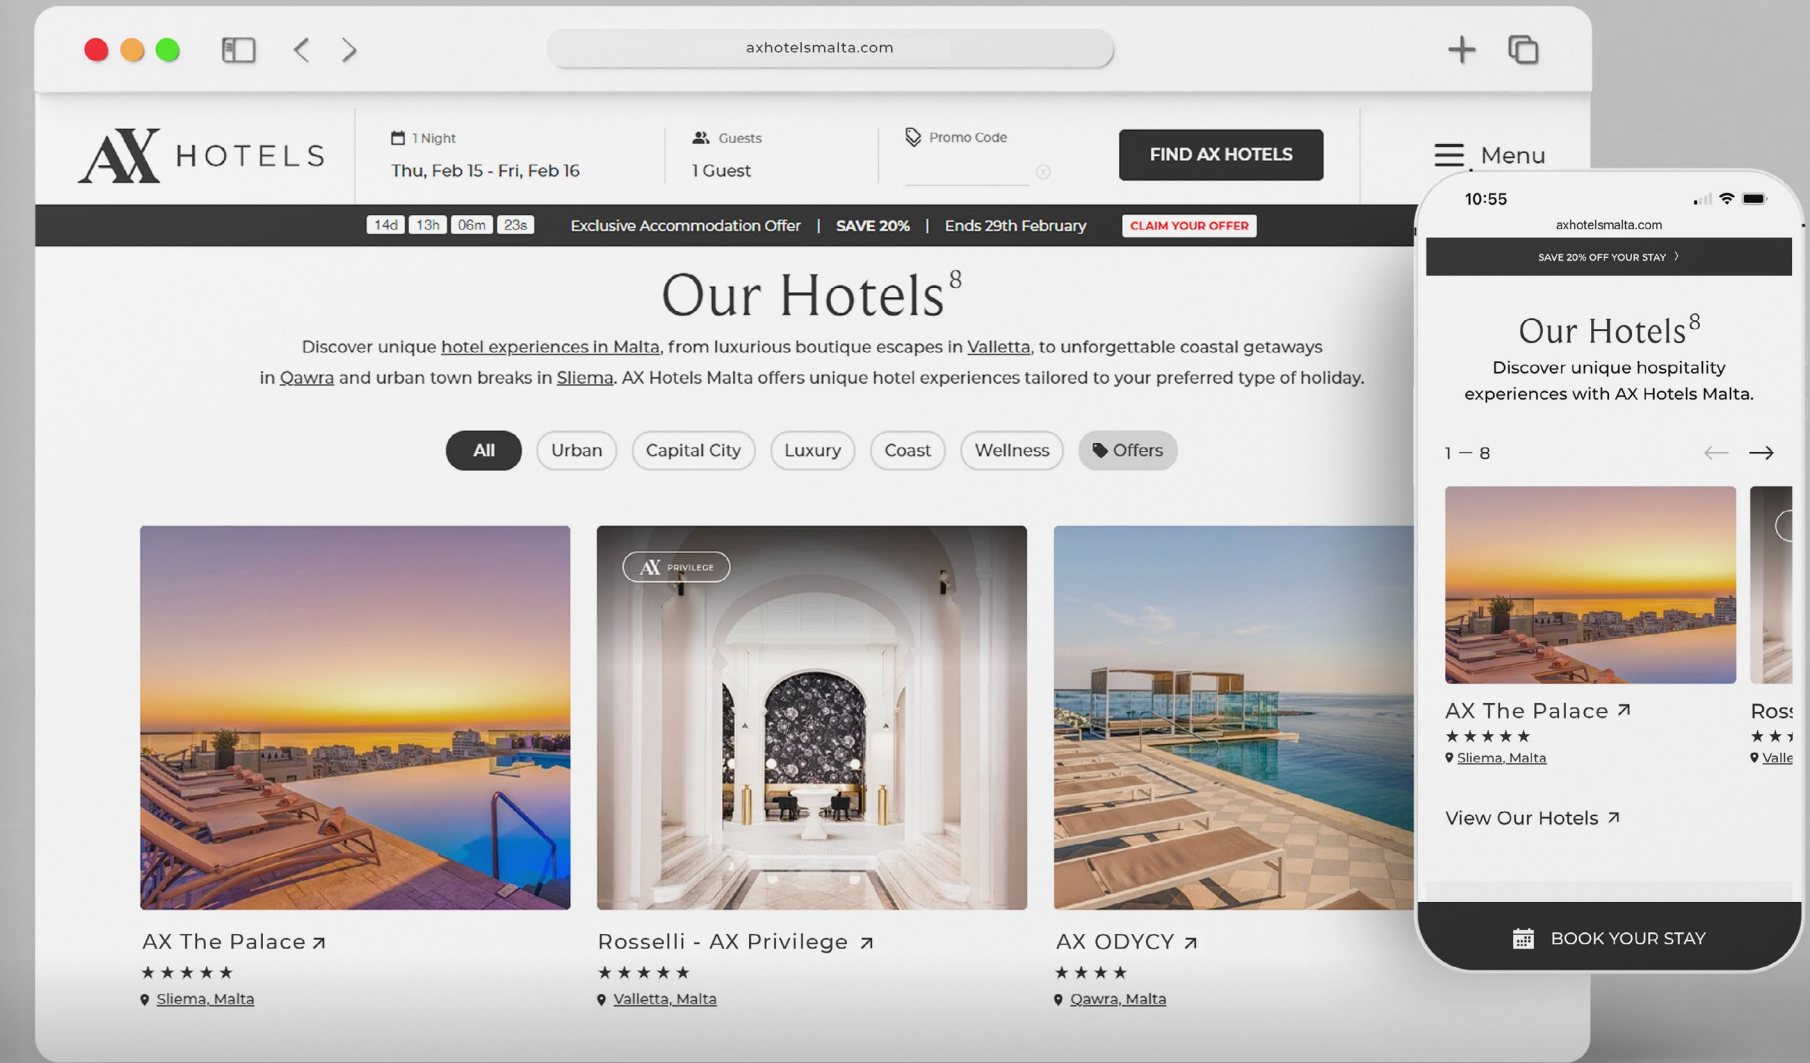 axhotelsmalta.com
AX HOTELS
1 Night
Thu, Feb 15 - Fri, Feb 16
Guests
1 Guest
Promo Code
FIND AX HOTELS
Menu
14d 13h 06m 23s Exclusive Accommodation Offer | SAVE 20% | Ends 29th February CLAIM YOUR OFFER
Our Hotels⁸
Discover unique hotel experiences in Malta, from luxurious boutique escapes in Valletta, to unforgettable coastal getaways
in Qawra and urban town breaks in Sliema. AX Hotels Malta offers unique hotel experiences tailored to your preferred type of holiday.
All Urban Capital City Luxury Coast Wellness Offers
AX PRIVILEGE
AX The Palace
Sliema, Malta
Rosselli - AX Privilege
Valletta, Malta
AX ODYCY
Qawra, Malta
10:55
axhotelsmalta.com
SAVE 20% OFF YOUR STAY
Our Hotels⁸
Discover unique hospitality
experiences with AX Hotels Malta.
1 — 8
AX The Palace
Sliema, Malta
Ross
Valle
View Our Hotels
BOOK YOUR STAY